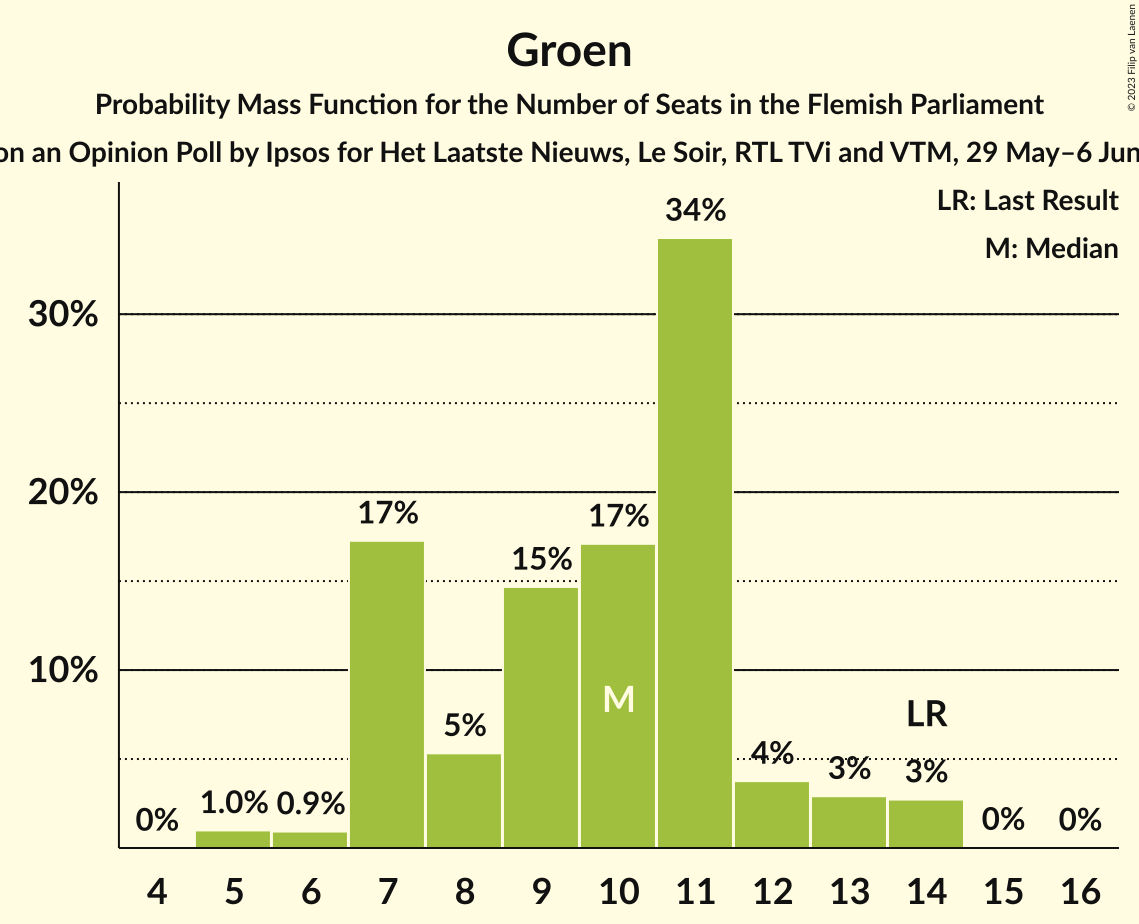 Groen
Probability Mass Function for the Number of Seats in the Flemish Parliament
on an Opinion Poll by Ipsos for Het Laatste Nieuws, Le Soir, RTL TVi and VTM, 29 May–6 Jun
© 2023 Filip van Laenen
LR: Last Result
M: Median
34%
30%
20%
17%
17%
15%
10%
M
LR
5%
4%
3%
3%
0%
1.0%
0.9%
0%
0%
4 5 6 7 8 9 10 11 12 13 14 15 16